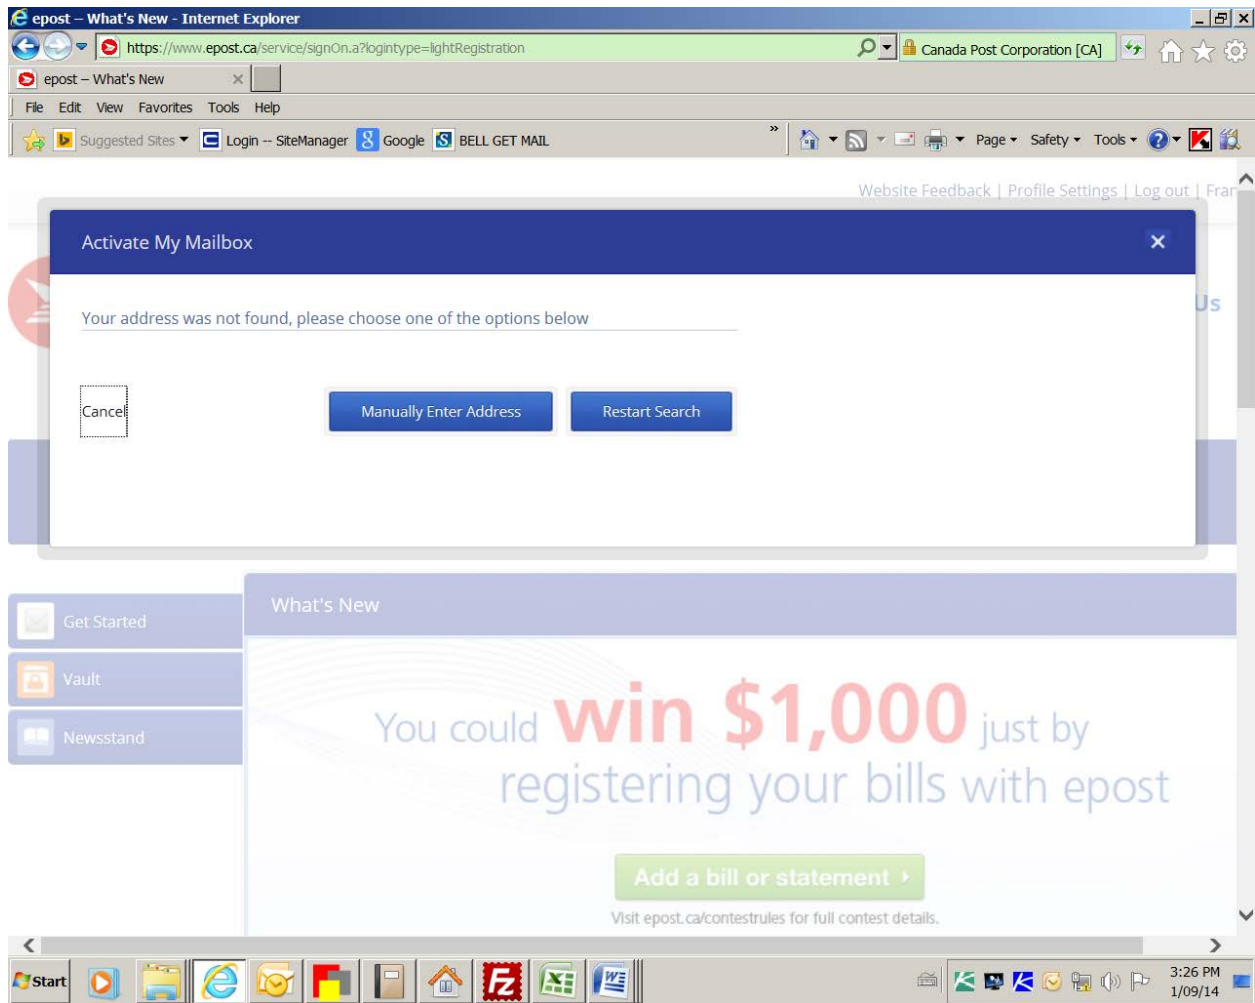 epost – What's New - Internet Explorer
https://www.epost.ca/service/signOn.a?logintype=lightRegistration
Canada Post Corporation [CA]
epost – What's New
File Edit View Favorites Tools Help
Suggested Sites Login -- SiteManager Google BELL GET MAIL » Page Safety Tools
Website Feedback | Profile Settings | Log out | Fran
Activate My Mailbox
Us
Your address was not found, please choose one of the options below
Cancel Manually Enter Address Restart Search
What's New
Get Started
Vault
Newsstand
You could win $1,000 just by
registering your bills with epost
Add a bill or statement
Visit epost.ca/contestrules for full contest details.
Start
3:26 PM
1/09/14